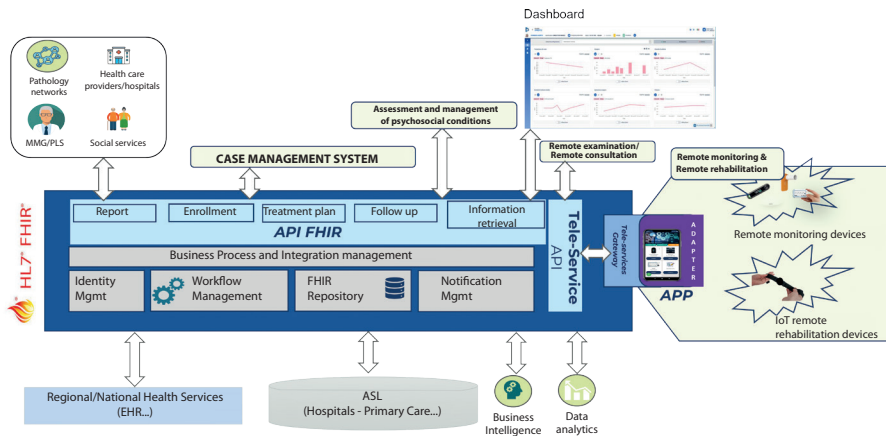 Dashboard
Pathology
networks
Health care
providers/hospitals
MMG/PLS
Social services
Assessment and management
of psychosocial conditions
CASE MANAGEMENT SYSTEM
Remote examination/
Remote consultation
Remote monitoring &
Remote rehabilitation
HL7® FHIR®
Report
Enrollment
Treatment plan
Follow up
Information
retrieval
API FHIR
Business Process and Integration management
Identity
Mgmt
Workflow
Management
FHIR
Repository
Notification
Mgmt
Tele-Service
API
Tele-services
Gateway
ADAPTER
APP
Remote monitoring devices
IoT remote
rehabilitation devices
Regional/National Health Services
(EHR...)
ASL
(Hospitals - Primary Care...)
Business
Intelligence
Data
analytics